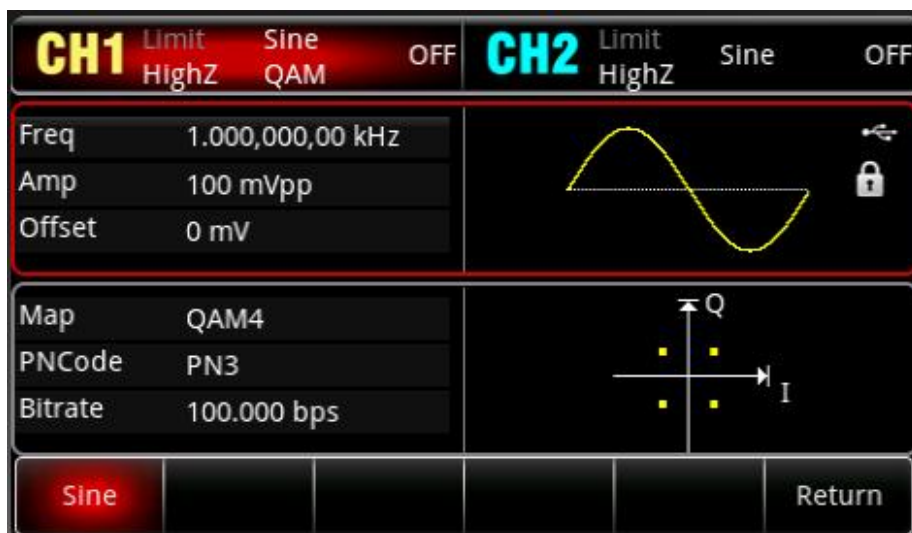 CH1 Limit Sine OFF CH2 Limit Sine OFF
HighZ QAM HighZ
Freq 1.000,000,00 kHz
Amp 100 mVpp
Offset 0 mV
Map QAM4
PNCode PN3
Bitrate 100.000 bps
Q
I
Sine Return